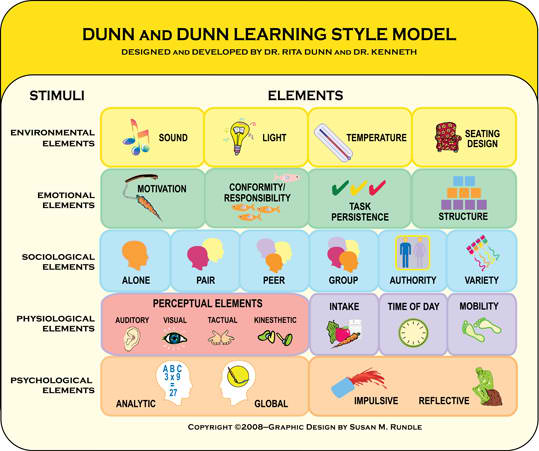 DUNN AND DUNN LEARNING STYLE MODEL
DESIGNED AND DEVELOPED BY DR. RITA DUNN AND DR. KENNETH
STIMULI
ELEMENTS
ENVIRONMENTAL
ELEMENTS
SOUND
LIGHT
TEMPERATURE
SEATING
DESIGN
EMOTIONAL
ELEMENTS
MOTIVATION
CONFORMITY/
RESPONSIBILITY
TASK
PERSISTENCE
STRUCTURE
SOCIOLOGICAL
ELEMENTS
ALONE
PAIR
PEER
GROUP
AUTHORITY
VARIETY
PHYSIOLOGICAL
ELEMENTS
PERCEPTUAL ELEMENTS
AUDITORY
VISUAL
TACTUAL
KINESTHETIC
INTAKE
TIME OF DAY
MOBILITY
PSYCHOLOGICAL
ELEMENTS
A B C
3 x 9
=
27
ANALYTIC
GLOBAL
IMPULSIVE
REFLECTIVE
COPYRIGHT ©2008–GRAPHIC DESIGN BY SUSAN M. RUNDLE